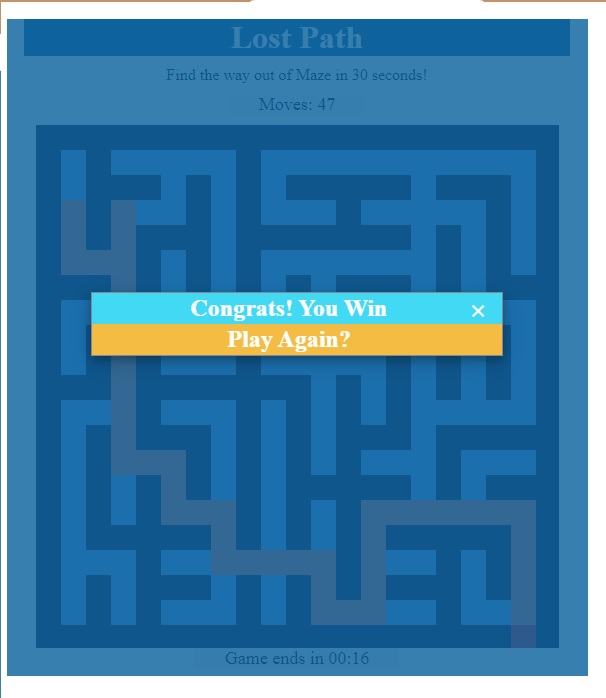 Lost Path
Find the way out of Maze in 30 seconds!
Moves: 47
Congrats! You Win ×
Play Again?
Game ends in 00:16